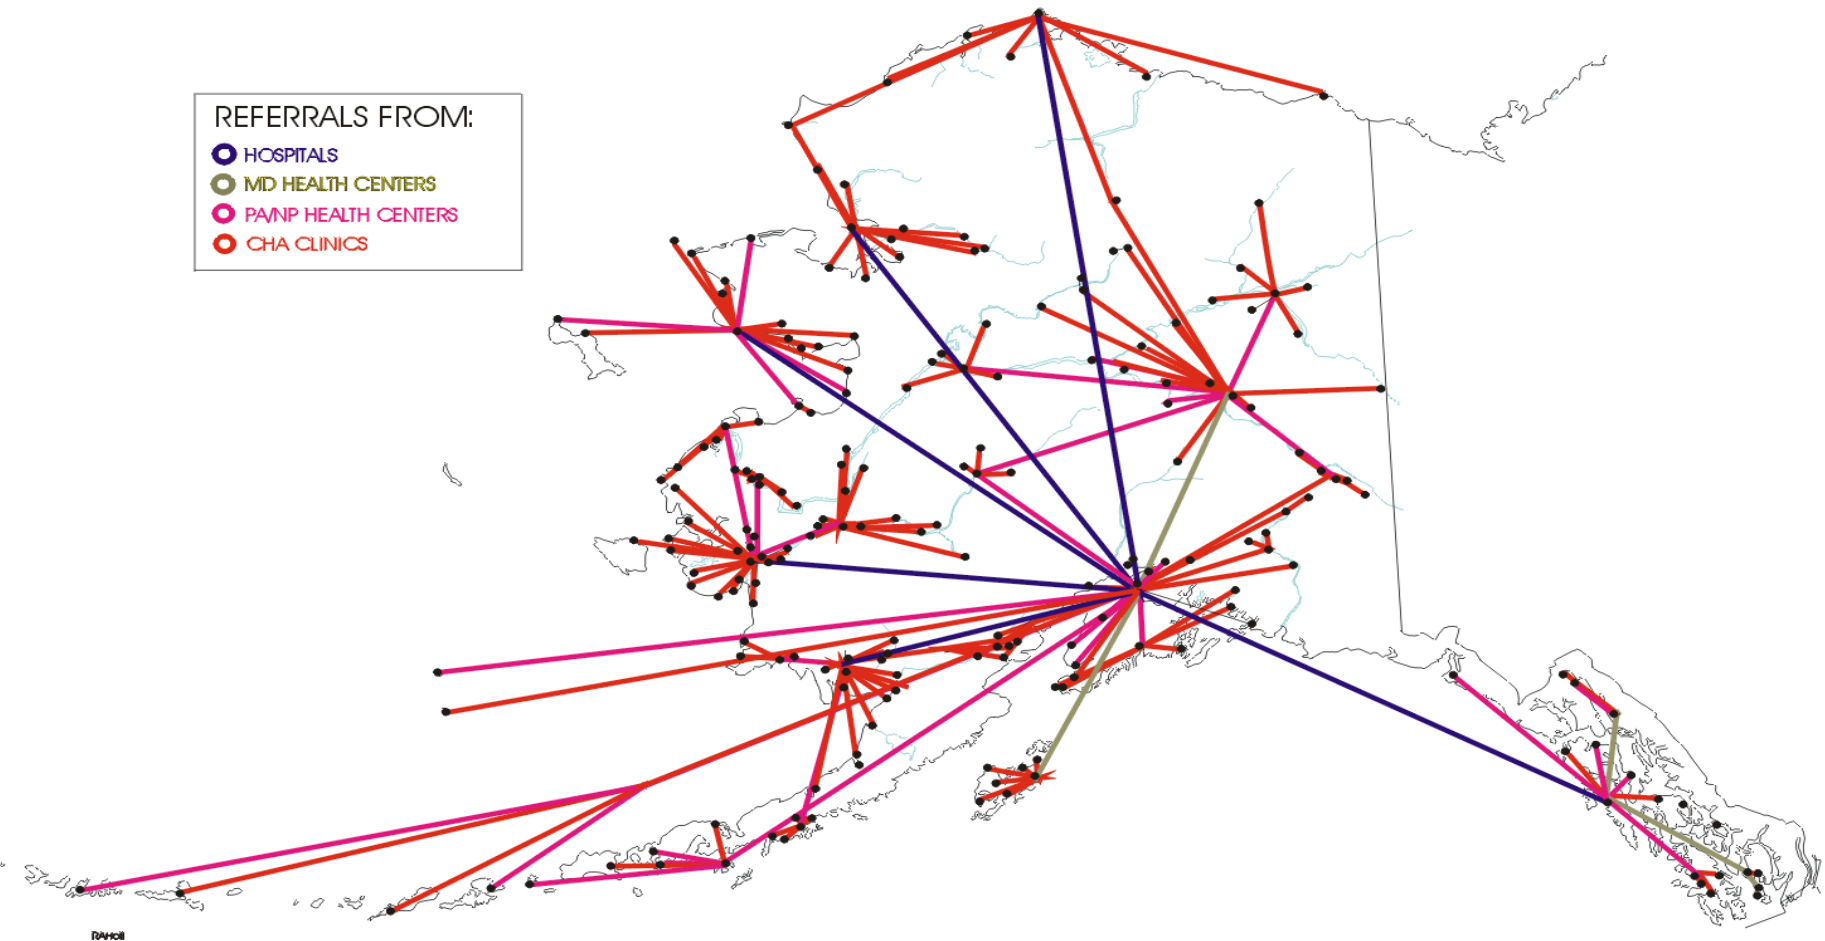 REFERRALS FROM:
HOSPITALS
MD HEALTH CENTERS
PA/NP HEALTH CENTERS
CHA CLINICS